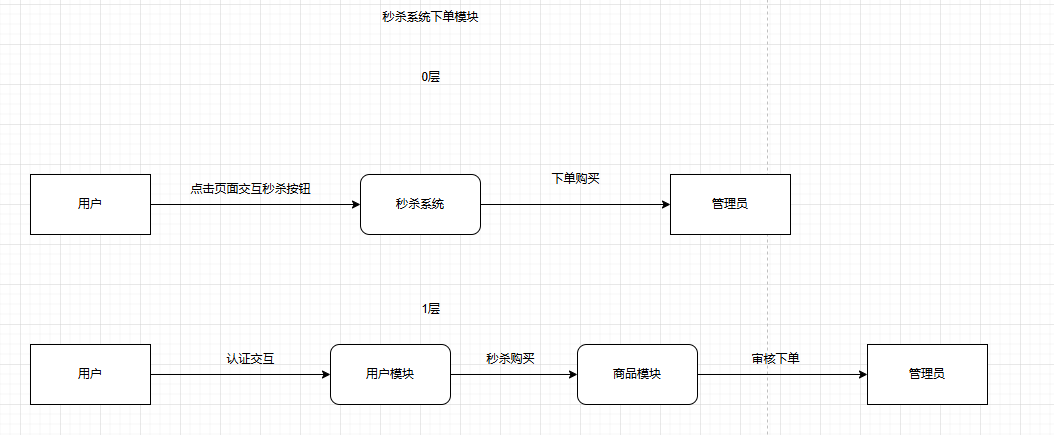 秒杀系统下单模块
0层
点击页面交互秒杀按钮
下单购买
用户
秒杀系统
管理员
1层
认证交互
秒杀购买
审核下单
用户
用户模块
商品模块
管理员